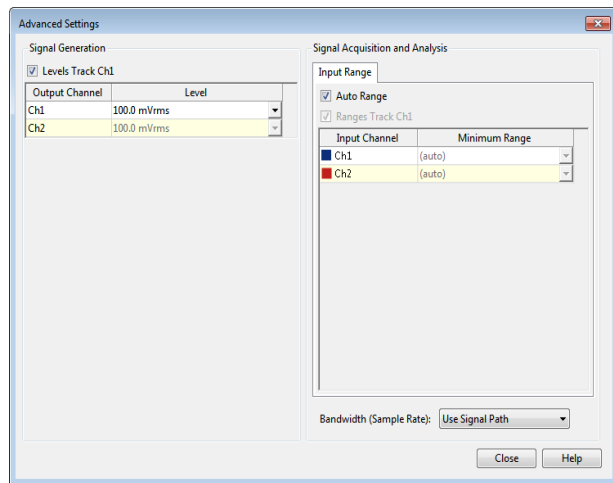 Advanced Settings
Signal Generation
Levels Track Ch1
Output Channel Level
Ch1 100.0 mVrms
Ch2 100.0 mVrms
Signal Acquisition and Analysis
Input Range
Auto Range
Ranges Track Ch1
Input Channel Minimum Range
Ch1 (auto)
Ch2 (auto)
Bandwidth (Sample Rate): Use Signal Path
Close Help